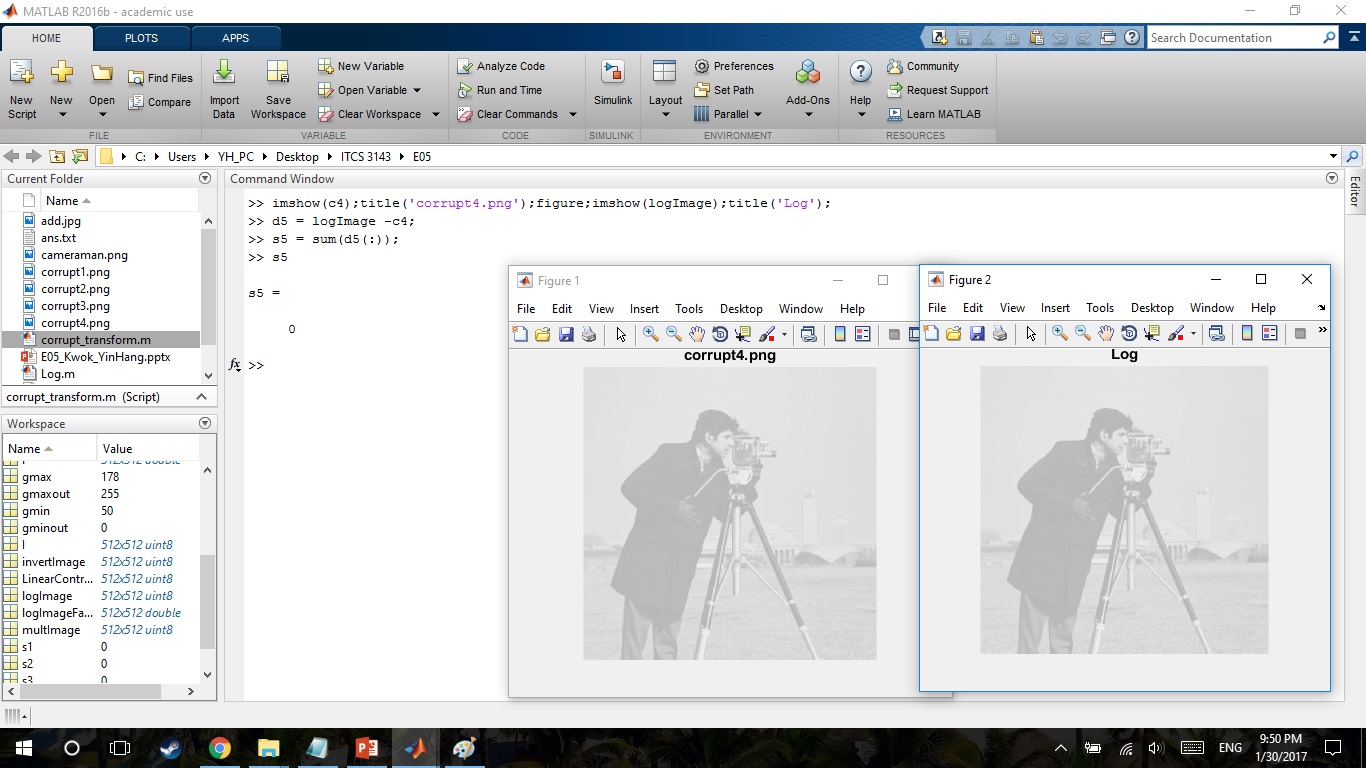 MATLAB R2016b - academic use
HOME PLOTS APPS
Search Documentation
New Script
New
Open
Find Files
Compare
FILE
Import Data
Save Workspace
New Variable
Open Variable
Clear Workspace
VARIABLE
Analyze Code
Run and Time
Clear Commands
CODE
Simulink
SIMULINK
Layout
Preferences
Set Path
Parallel
Add-Ons
ENVIRONMENT
Help
Community
Request Support
Learn MATLAB
RESOURCES
C: Users YH_PC Desktop ITCS 3143 E05
Current Folder
Name
add.jpg
ans.txt
cameraman.png
corrupt1.png
corrupt2.png
corrupt3.png
corrupt4.png
corrupt_transform.m
E05_Kwok_YinHang.pptx
Log.m
corrupt_transform.m (Script)
Workspace
Name Value
512x512 double
gmax 178
gmaxout 255
gmin 50
gminout 0
I 512x512 uint8
invertImage 512x512 uint8
LinearContr... 512x512 uint8
logImage 512x512 uint8
logImageFa... 512x512 double
multImage 512x512 uint8
s1 0
s2 0
s3 0
Command Window
>> imshow(c4);title('corrupt4.png');figure;imshow(logImage);title('Log');
>> d5 = logImage -c4;
>> s5 = sum(d5(:));
>> s5
s5 =
0
fx >>
Editor
Figure 1
File Edit View Insert Tools Desktop Window Help
corrupt4.png
Figure 2
File Edit View Insert Tools Desktop Window Help
Log
ENG
9:50 PM
1/30/2017